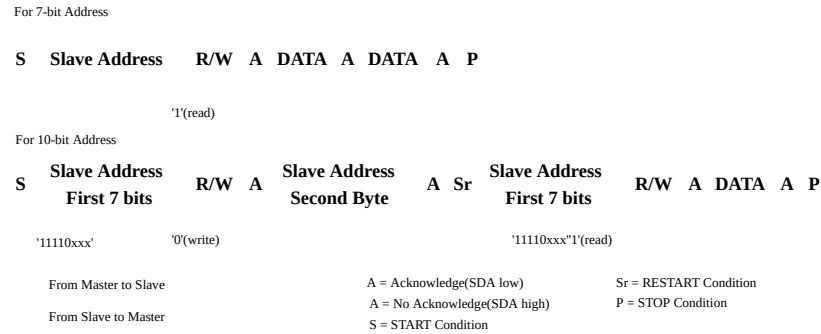 For 7-bit Address
S Slave Address R/W A DATA A DATA A P
'1'(read)
For 10-bit Address
S Slave Address First 7 bits R/W A Slave Address Second Byte A Sr Slave Address First 7 bits R/W A DATA A P
'11110xxx' '0'(write) '11110xxx''1'(read)
From Master to Slave
From Slave to Master
A = Acknowledge(SDA low)
A = No Acknowledge(SDA high)
S = START Condition
Sr = RESTART Condition
P = STOP Condition